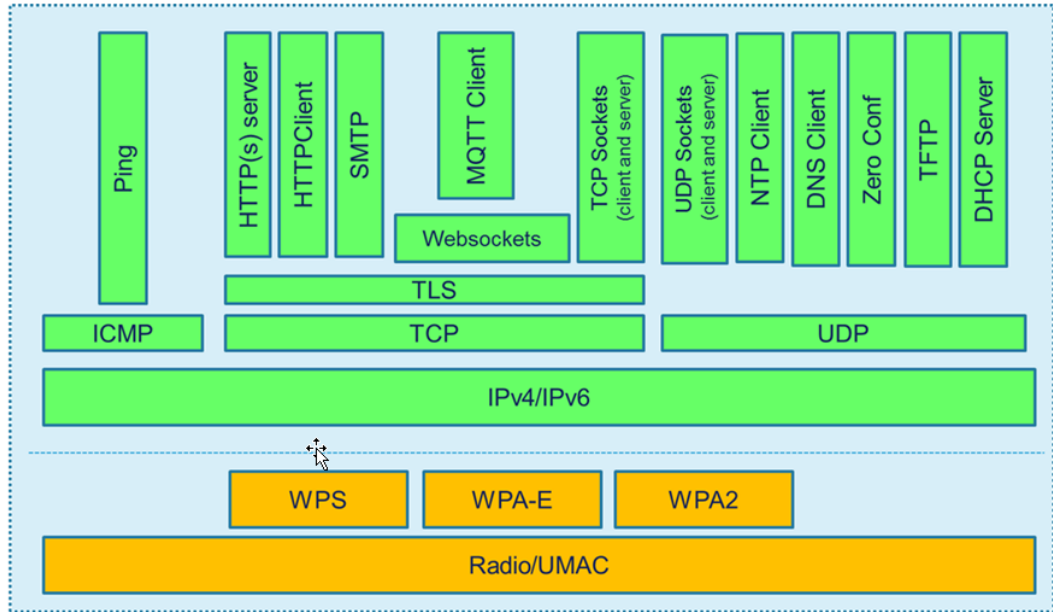 Ping
HTTP(s) server
HTTPClient
SMTP
MQTT Client
Websockets
TCP Sockets
(client and server)
UDP Sockets
(client and server)
NTP Client
DNS Client
Zero Conf
TFTP
DHCP Server
TLS
ICMP
TCP
UDP
IPv4/IPv6
WPS
WPA-E
WPA2
Radio/UMAC